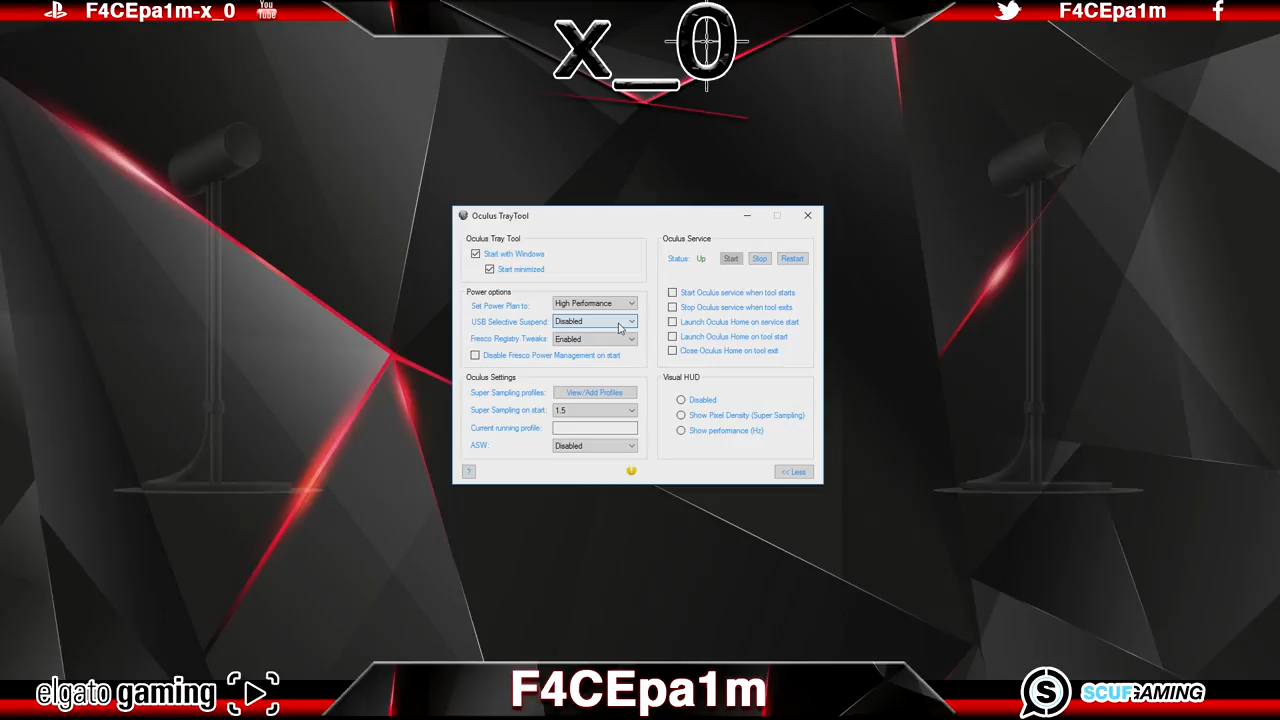 F4CEpa1m-x_0
You Tube
F4CEpa1m
x_0
Oculus TrayTool
Oculus Tray Tool
Start with Windows
Start minimized
Power options
Set Power Plan to: High Performance
USB Selective Suspend: Disabled
Fresco Registry Tweaks: Enabled
Disable Fresco Power Management on start
Oculus Settings
Super Sampling profiles: View/Add Profiles
Super Sampling on start: 1.5
Current running profile:
ASW: Disabled
?
Oculus Service
Status: Up Start Stop Restart
Start Oculus service when tool starts
Stop Oculus service when tool exits
Launch Oculus Home on service start
Launch Oculus Home on tool start
Close Oculus Home on tool exit
Visual HUD
Disabled
Show Pixel Density (Super Sampling)
Show performance (Hz)
<< Less
elgato gaming
F4CEpa1m
S
SCUFGAMING